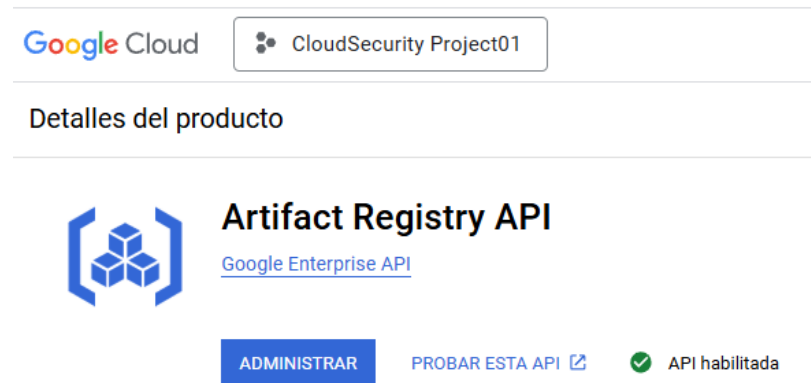 Google Cloud CloudSecurity Project01
Detalles del producto
Artifact Registry API
Google Enterprise API
ADMINISTRAR PROBAR ESTA API API habilitada